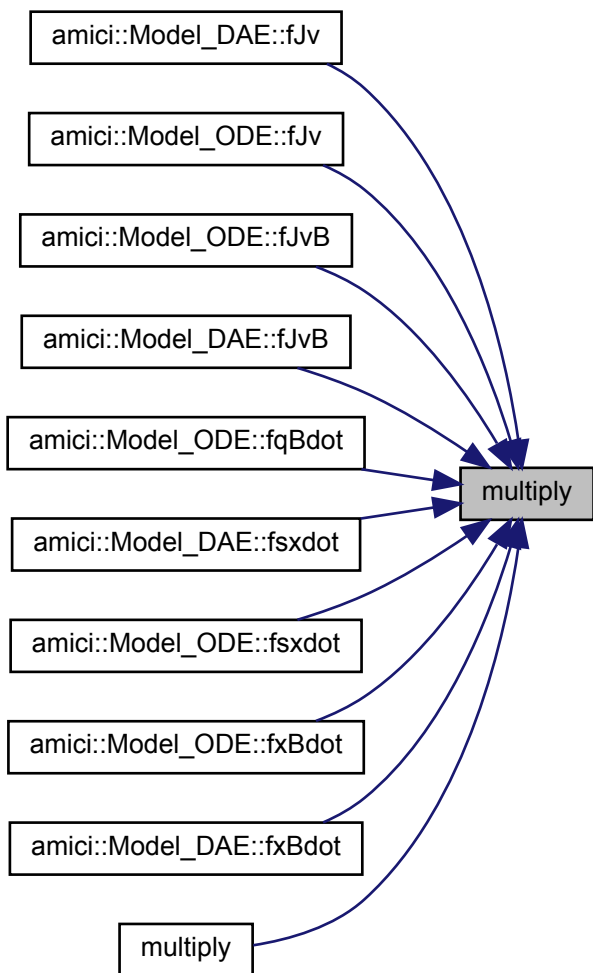 amici::Model_DAE::fJv
amici::Model_ODE::fJv
amici::Model_ODE::fJvB
amici::Model_DAE::fJvB
amici::Model_ODE::fqBdot
multiply
amici::Model_DAE::fsxdot
amici::Model_ODE::fsxdot
amici::Model_ODE::fxBdot
amici::Model_DAE::fxBdot
multiply